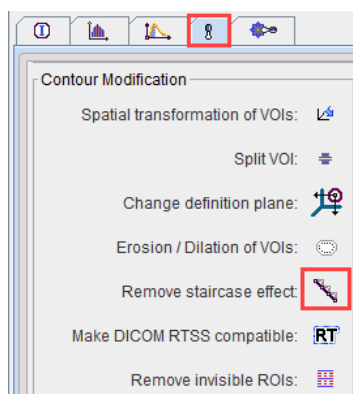 Contour Modification
Spatial transformation of VOIs:
Split VOI:
Change definition plane:
Erosion / Dilation of VOIs:
Remove staircase effect:
Make DICOM RTSS compatible: RT
Remove invisible ROIs: